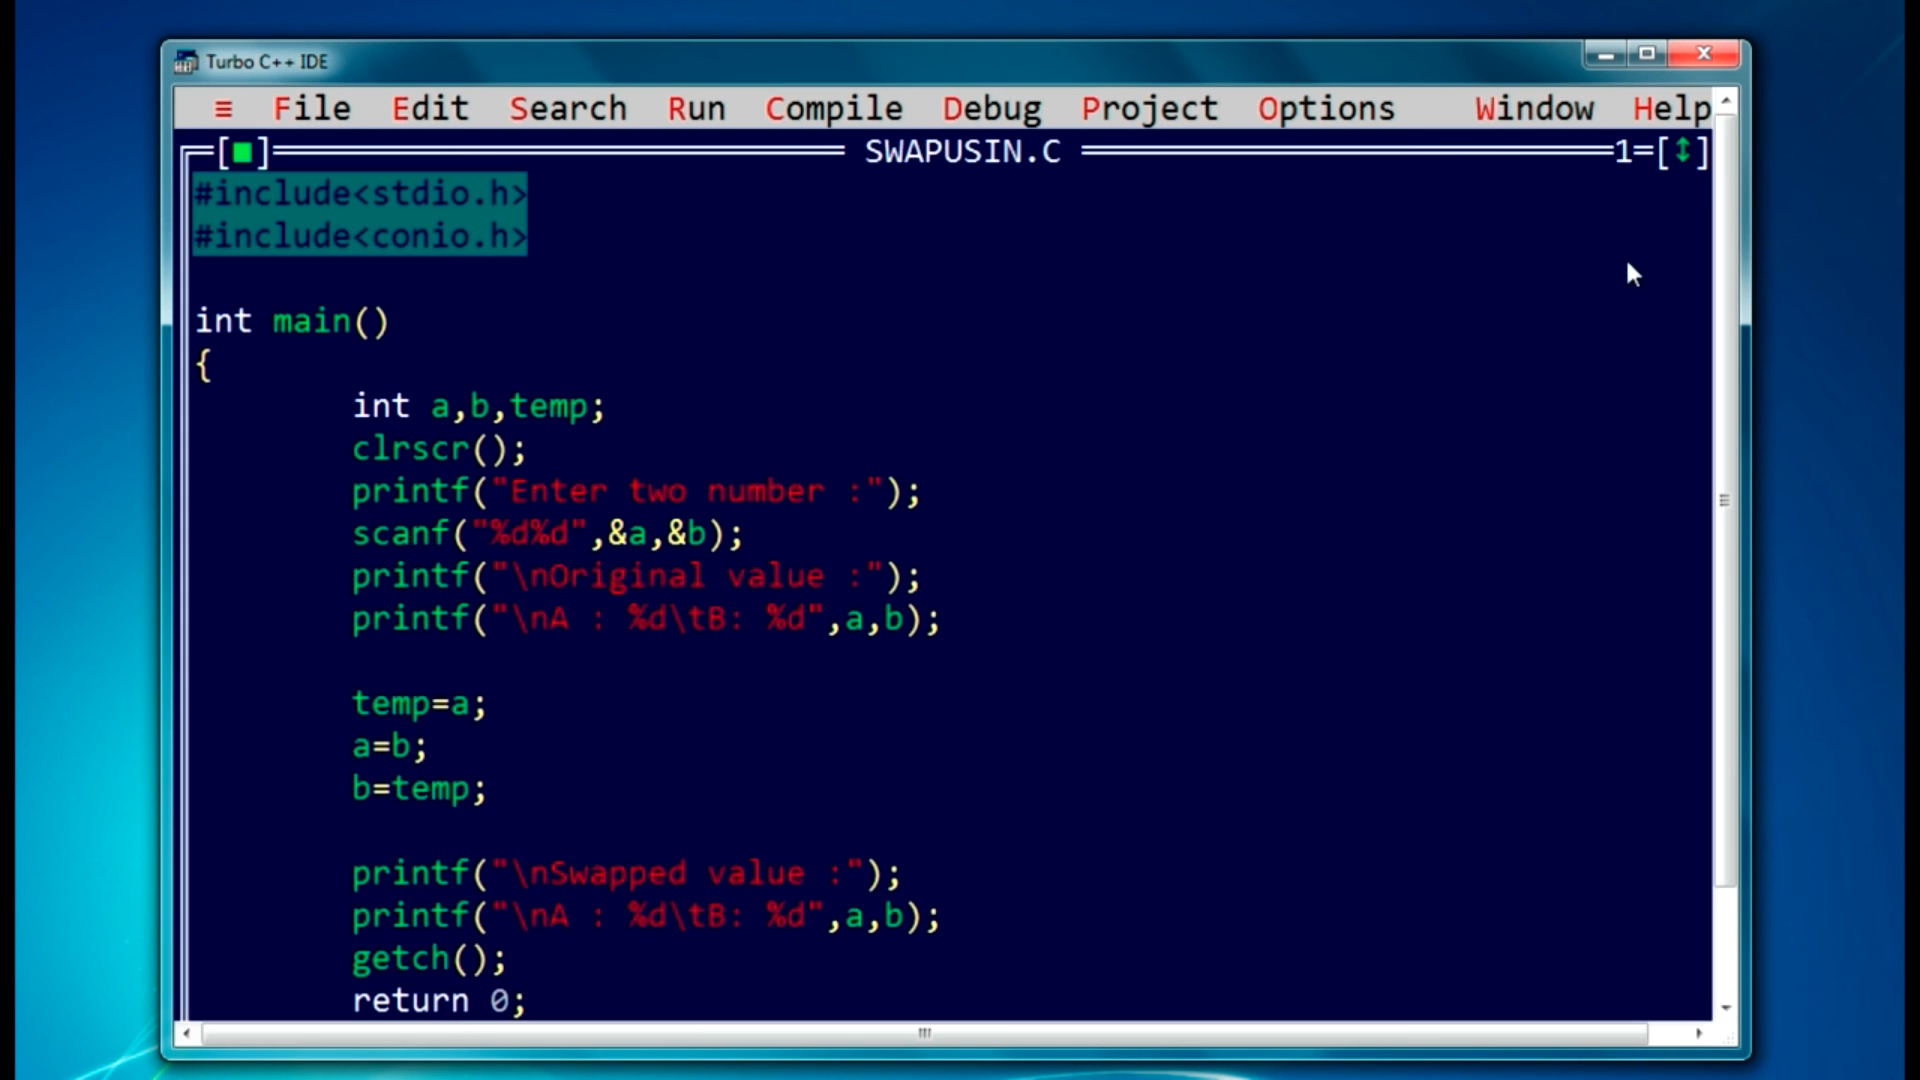 Turbo C++ IDE
≡ File Edit Search Run Compile Debug Project Options Window Help
[■] SWAPUSIN.C 1=[↕]
#include<stdio.h>
#include<conio.h>
int main()
{
int a,b,temp;
clrscr();
printf("Enter two number :");
scanf("%d%d",&a,&b);
printf("\nOriginal value :");
printf("\nA : %d\tB: %d",a,b);
temp=a;
a=b;
b=temp;
printf("\nSwapped value :");
printf("\nA : %d\tB: %d",a,b);
getch();
return 0;